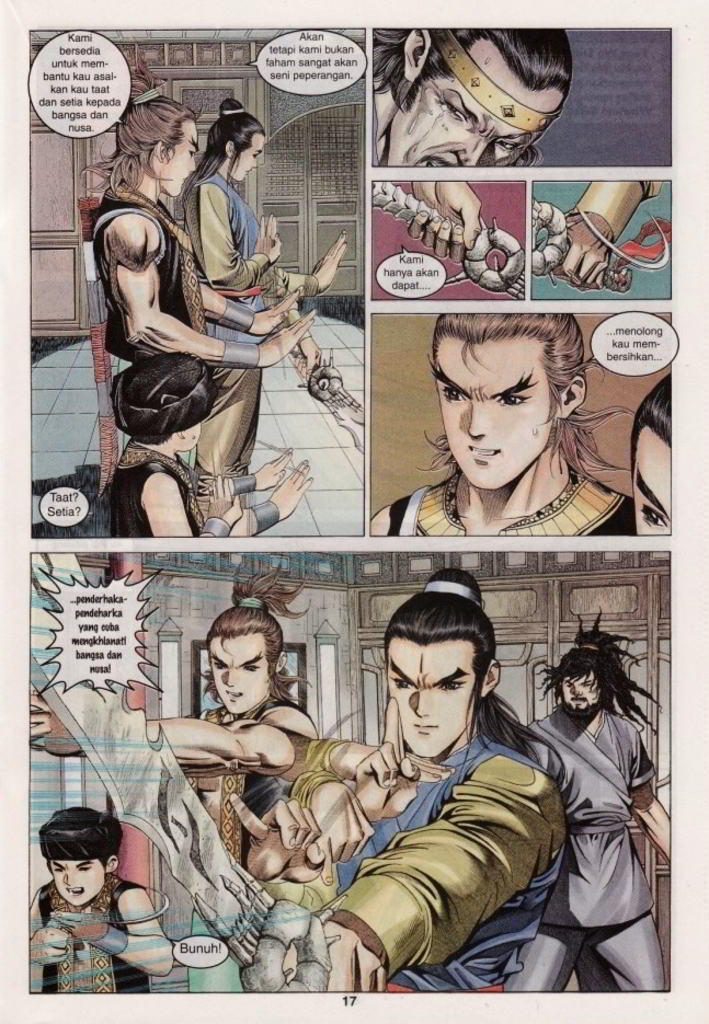 Kami
bersedia
untuk mem-
bantu kau asal-
kan kau taat
dan setia kepada
bangsa dan
nusa.
Akan
tetapi kami bukan
faham sangat akan
seni peperangan.
Taat?
Setia?
Kami
hanya akan
dapat....
...menolong
kau mem-
bersihkan...
...penderhaka-
pendeharka
yang cuba
mengkhianati
bangsa dan
nusa!
Bunuh!
17